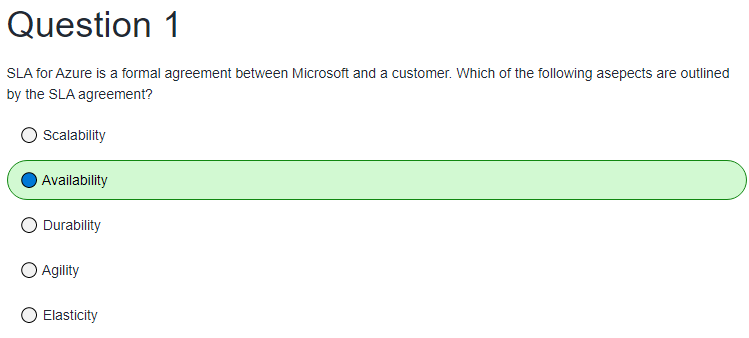 Question 1
SLA for Azure is a formal agreement between Microsoft and a customer. Which of the following asepects are outlined
by the SLA agreement?
Scalability
Availability
Durability
Agility
Elasticity